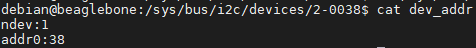 debian@beaglebone:/sys/bus/i2c/devices/2-0038$ cat dev_addr
ndev:1
addr0:38